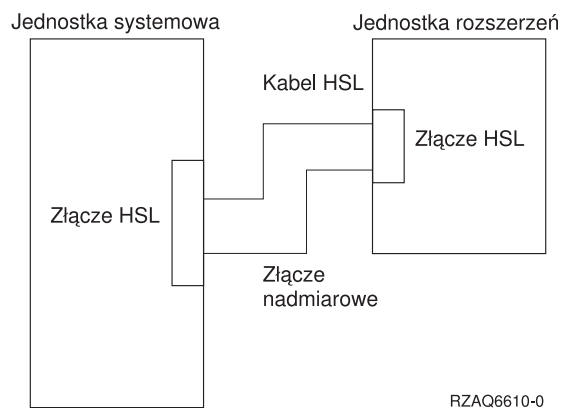 Jednostka systemowa
Jednostka rozszerzeń
Kabel HSL
Złącze HSL
Złącze HSL
Złącze
nadmiarowe
RZAQ6610-0